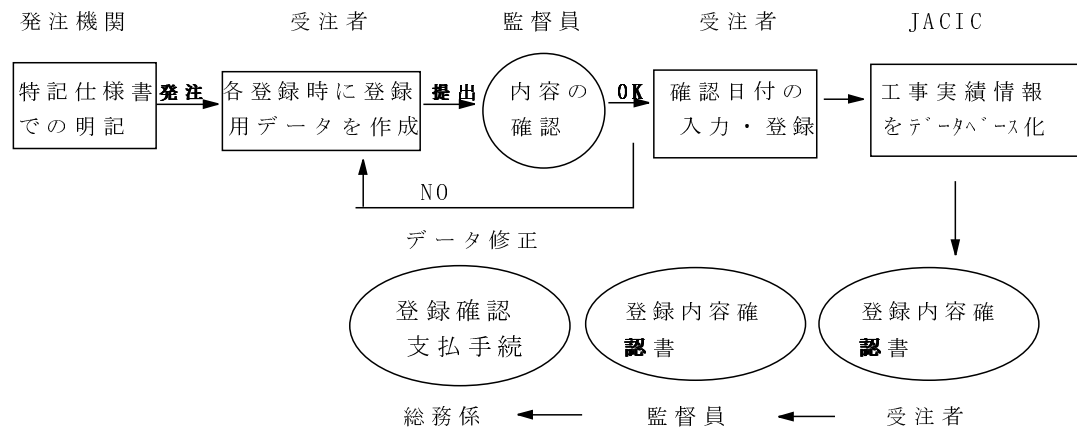 発注機関 受注者 監督員 受注者 JACIC
特記仕様書
での明記
発注
各登録時に登録
用データを作成
提出
内容の
確認
OK
確認日付の
入力・登録
工事実績情報
をデータベース化
NO
データ修正
登録確認
支払手続
登録内容確
認書
登録内容確
認書
総務係 監督員 受注者